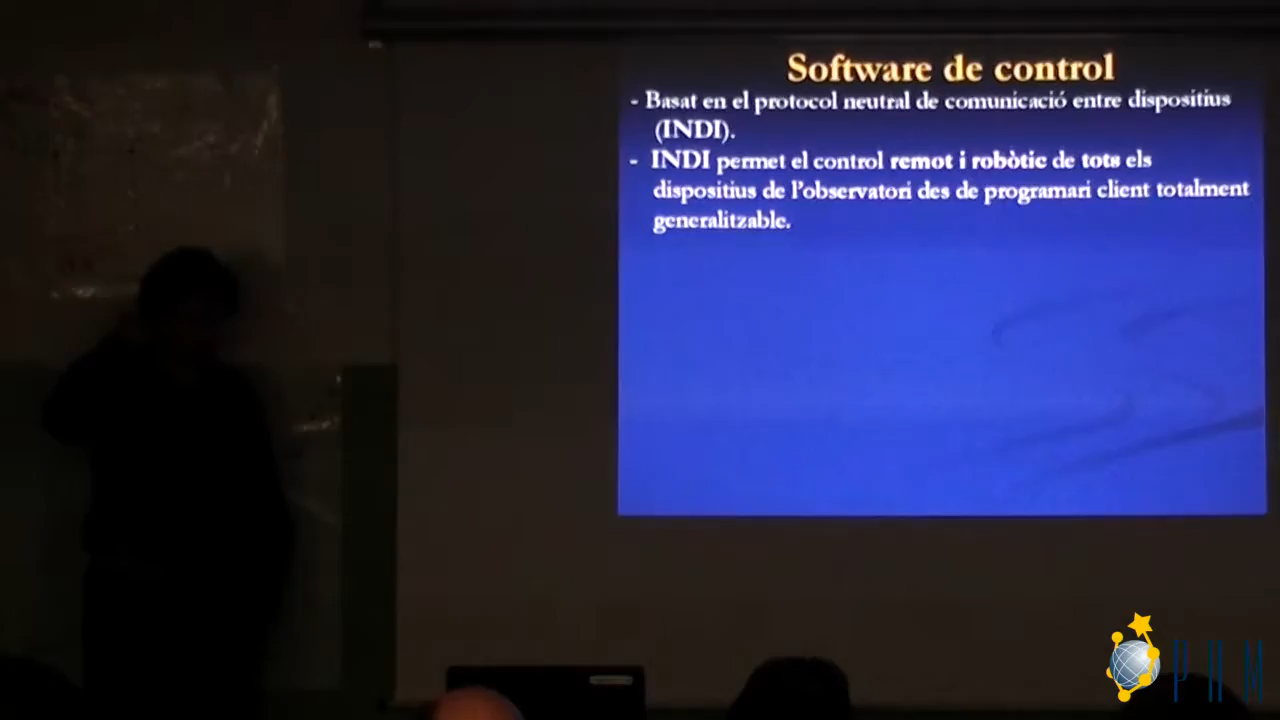 Software de control
- Basat en el protocol neutral de comunicació entre dispositius
(INDI).
- INDI permet el control remot i robòtic de tots els
dispositius de l'observatori des de programari client totalment
generalitzable.
PHM